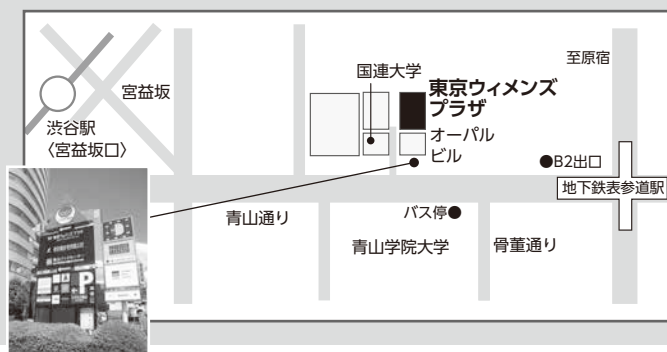 至原宿
国連大学
東京ウィメンズ
プラザ
宮益坂
渋谷駅
〈宮益坂口〉
オーパル
ビル
●B2出口
地下鉄表参道駅
青山通り
バス停●
青山学院大学
骨董通り
P